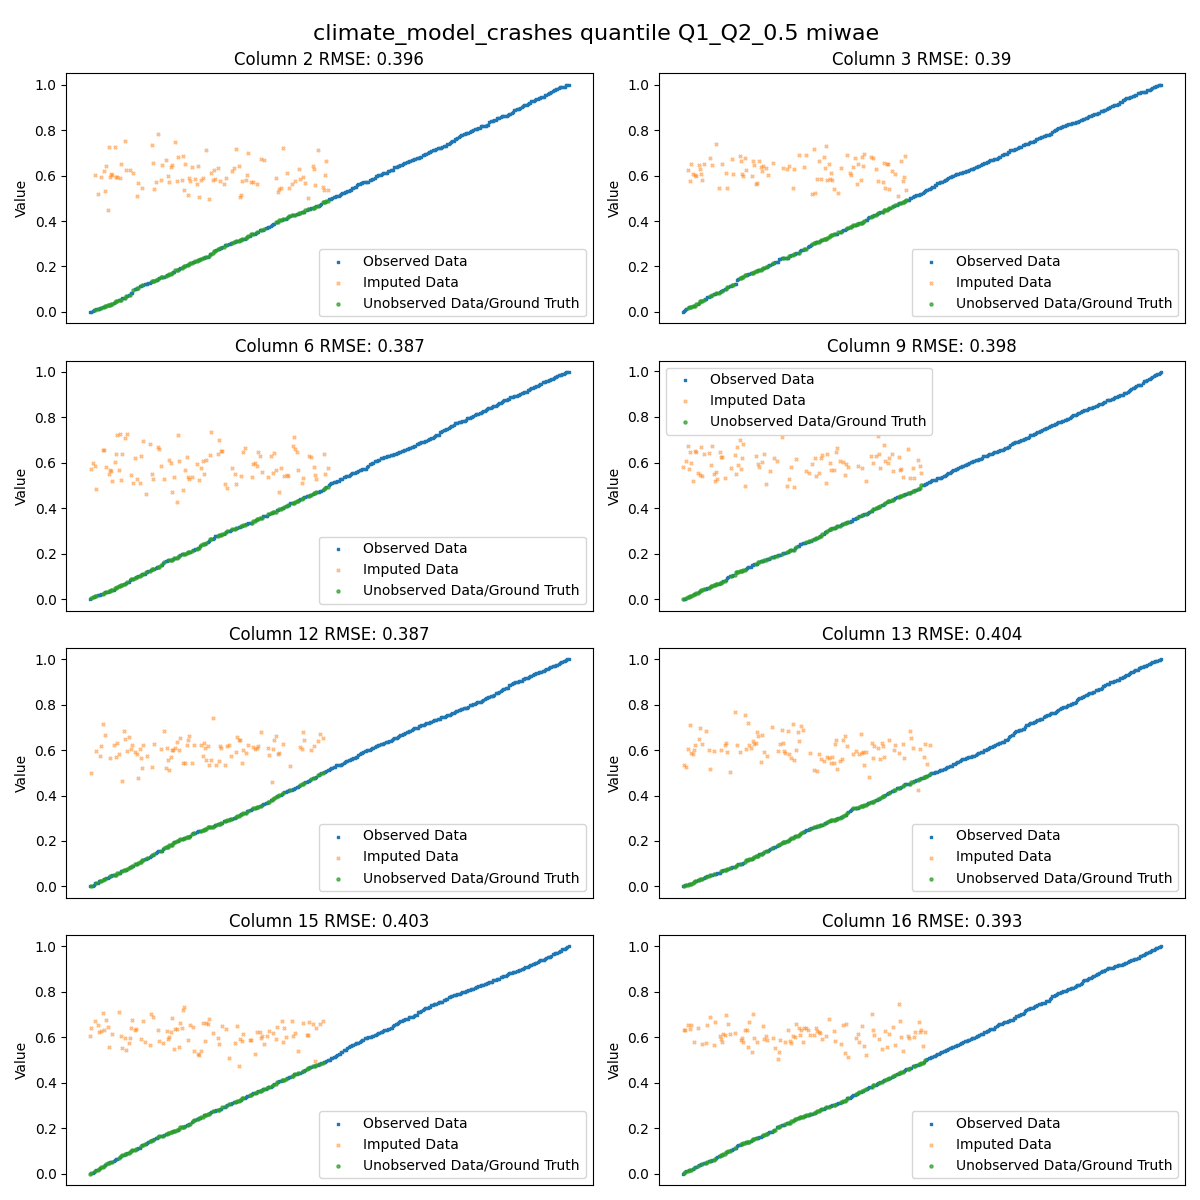 climate_model_crashes quantile Q1_Q2_0.5 miwae
Column 2 RMSE: 0.396
1.0
0.8
0.6
0.4
0.2
0.0
Value
Observed Data
Imputed Data
Unobserved Data/Ground Truth
Column 3 RMSE: 0.39
1.0
0.8
0.6
0.4
0.2
0.0
Value
Observed Data
Imputed Data
Unobserved Data/Ground Truth
Column 6 RMSE: 0.387
1.0
0.8
0.6
0.4
0.2
0.0
Value
Observed Data
Imputed Data
Unobserved Data/Ground Truth
Column 9 RMSE: 0.398
1.0
0.8
0.6
0.4
0.2
0.0
Value
Observed Data
Imputed Data
Unobserved Data/Ground Truth
Column 12 RMSE: 0.387
1.0
0.8
0.6
0.4
0.2
0.0
Value
Observed Data
Imputed Data
Unobserved Data/Ground Truth
Column 13 RMSE: 0.404
1.0
0.8
0.6
0.4
0.2
0.0
Value
Observed Data
Imputed Data
Unobserved Data/Ground Truth
Column 15 RMSE: 0.403
1.0
0.8
0.6
0.4
0.2
0.0
Value
Observed Data
Imputed Data
Unobserved Data/Ground Truth
Column 16 RMSE: 0.393
1.0
0.8
0.6
0.4
0.2
0.0
Value
Observed Data
Imputed Data
Unobserved Data/Ground Truth